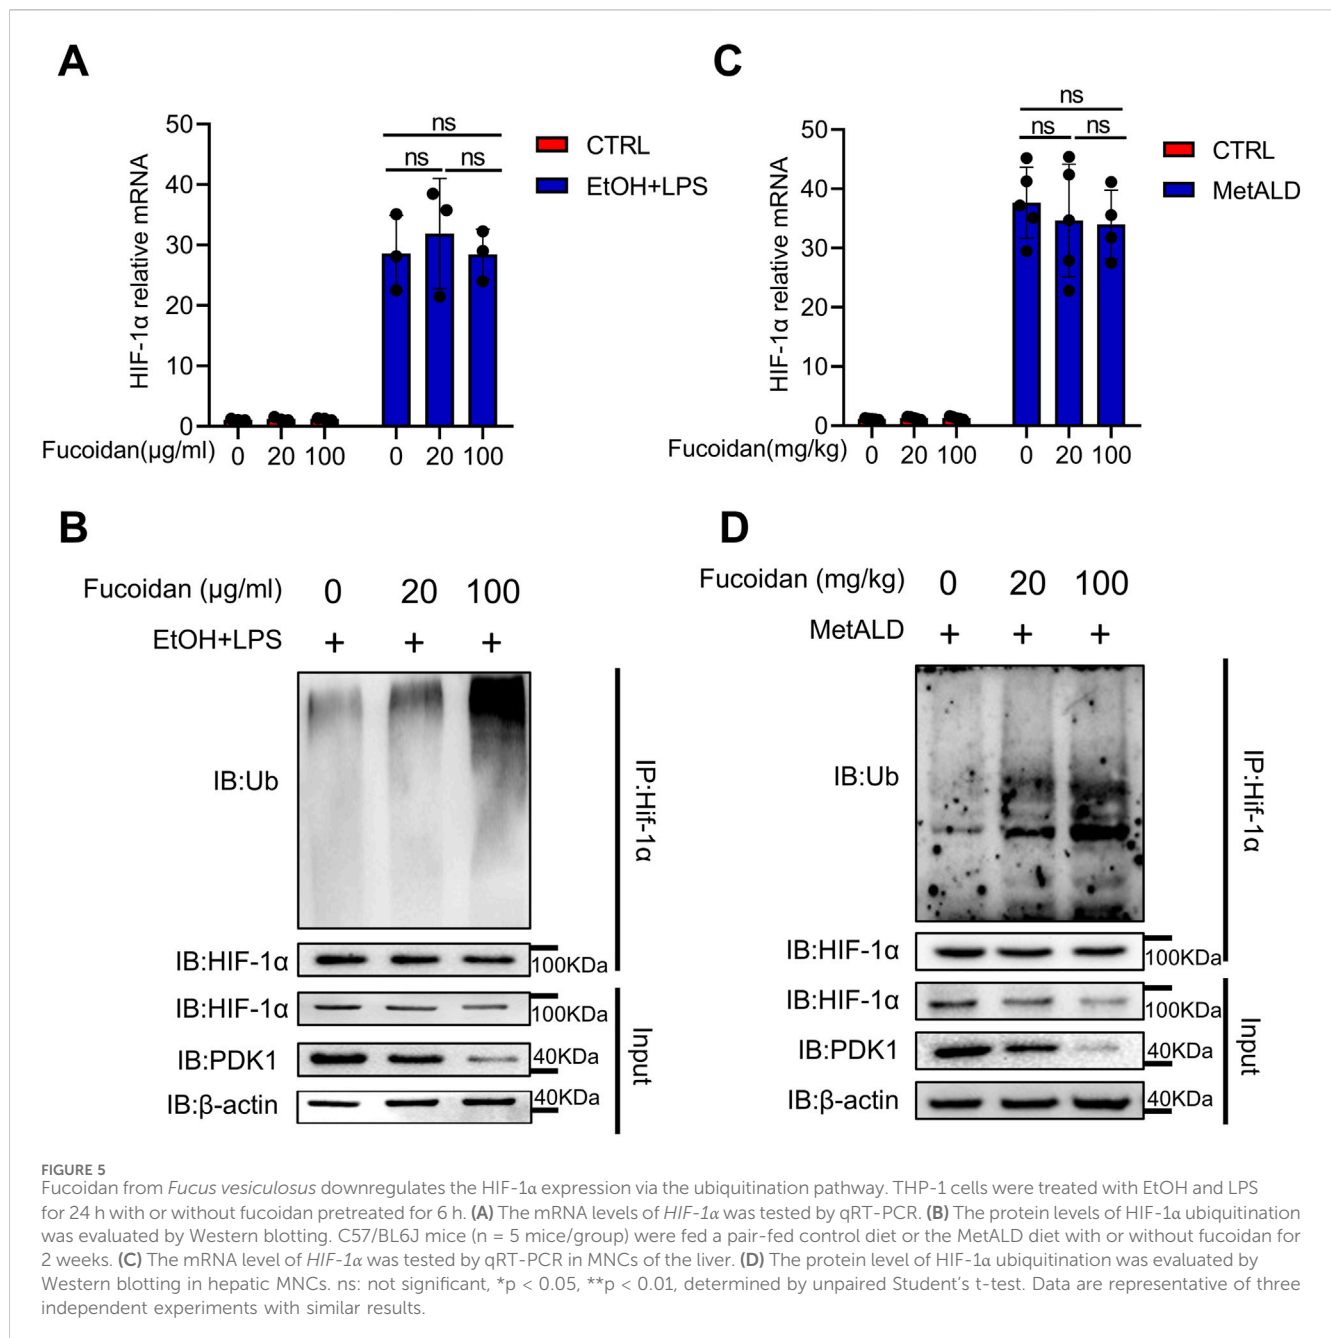 A
HIF-1α relative mRNA
50
40
30
20
10
0
ns
ns ns
CTRL
EtOH+LPS
Fucoidan(μg/ml) 0 20 100 0 20 100
C
HIF-1α relative mRNA
50
40
30
20
10
0
ns
ns ns
CTRL
MetALD
Fucoidan(mg/kg) 0 20 100 0 20 100
B
Fucoidan (μg/ml) 0 20 100
EtOH+LPS + + +
IB:Ub
IP:Hif-1α
IB:HIF-1α 100KDa
IB:HIF-1α 100KDa
Input
IB:PDK1 40KDa
IB:β-actin 40KDa
D
Fucoidan (mg/kg) 0 20 100
MetALD + + +
IB:Ub
IP:Hif-1α
IB:HIF-1α 100KDa
IB:HIF-1α 100KDa
Input
IB:PDK1 40KDa
IB:β-actin 40KDa
FIGURE 5
Fucoidan from Fucus vesiculosus downregulates the HIF-1α expression via the ubiquitination pathway. THP-1 cells were treated with EtOH and LPS
for 24 h with or without fucoidan pretreated for 6 h. (A) The mRNA levels of HIF-1α was tested by qRT-PCR. (B) The protein levels of HIF-1α ubiquitination
was evaluated by Western blotting. C57/BL6J mice (n = 5 mice/group) were fed a pair-fed control diet or the MetALD diet with or without fucoidan for
2 weeks. (C) The mRNA level of HIF-1α was tested by qRT-PCR in MNCs of the liver. (D) The protein level of HIF-1α ubiquitination was evaluated by
Western blotting in hepatic MNCs. ns: not significant, *p < 0.05, **p < 0.01, determined by unpaired Student's t-test. Data are representative of three
independent experiments with similar results.